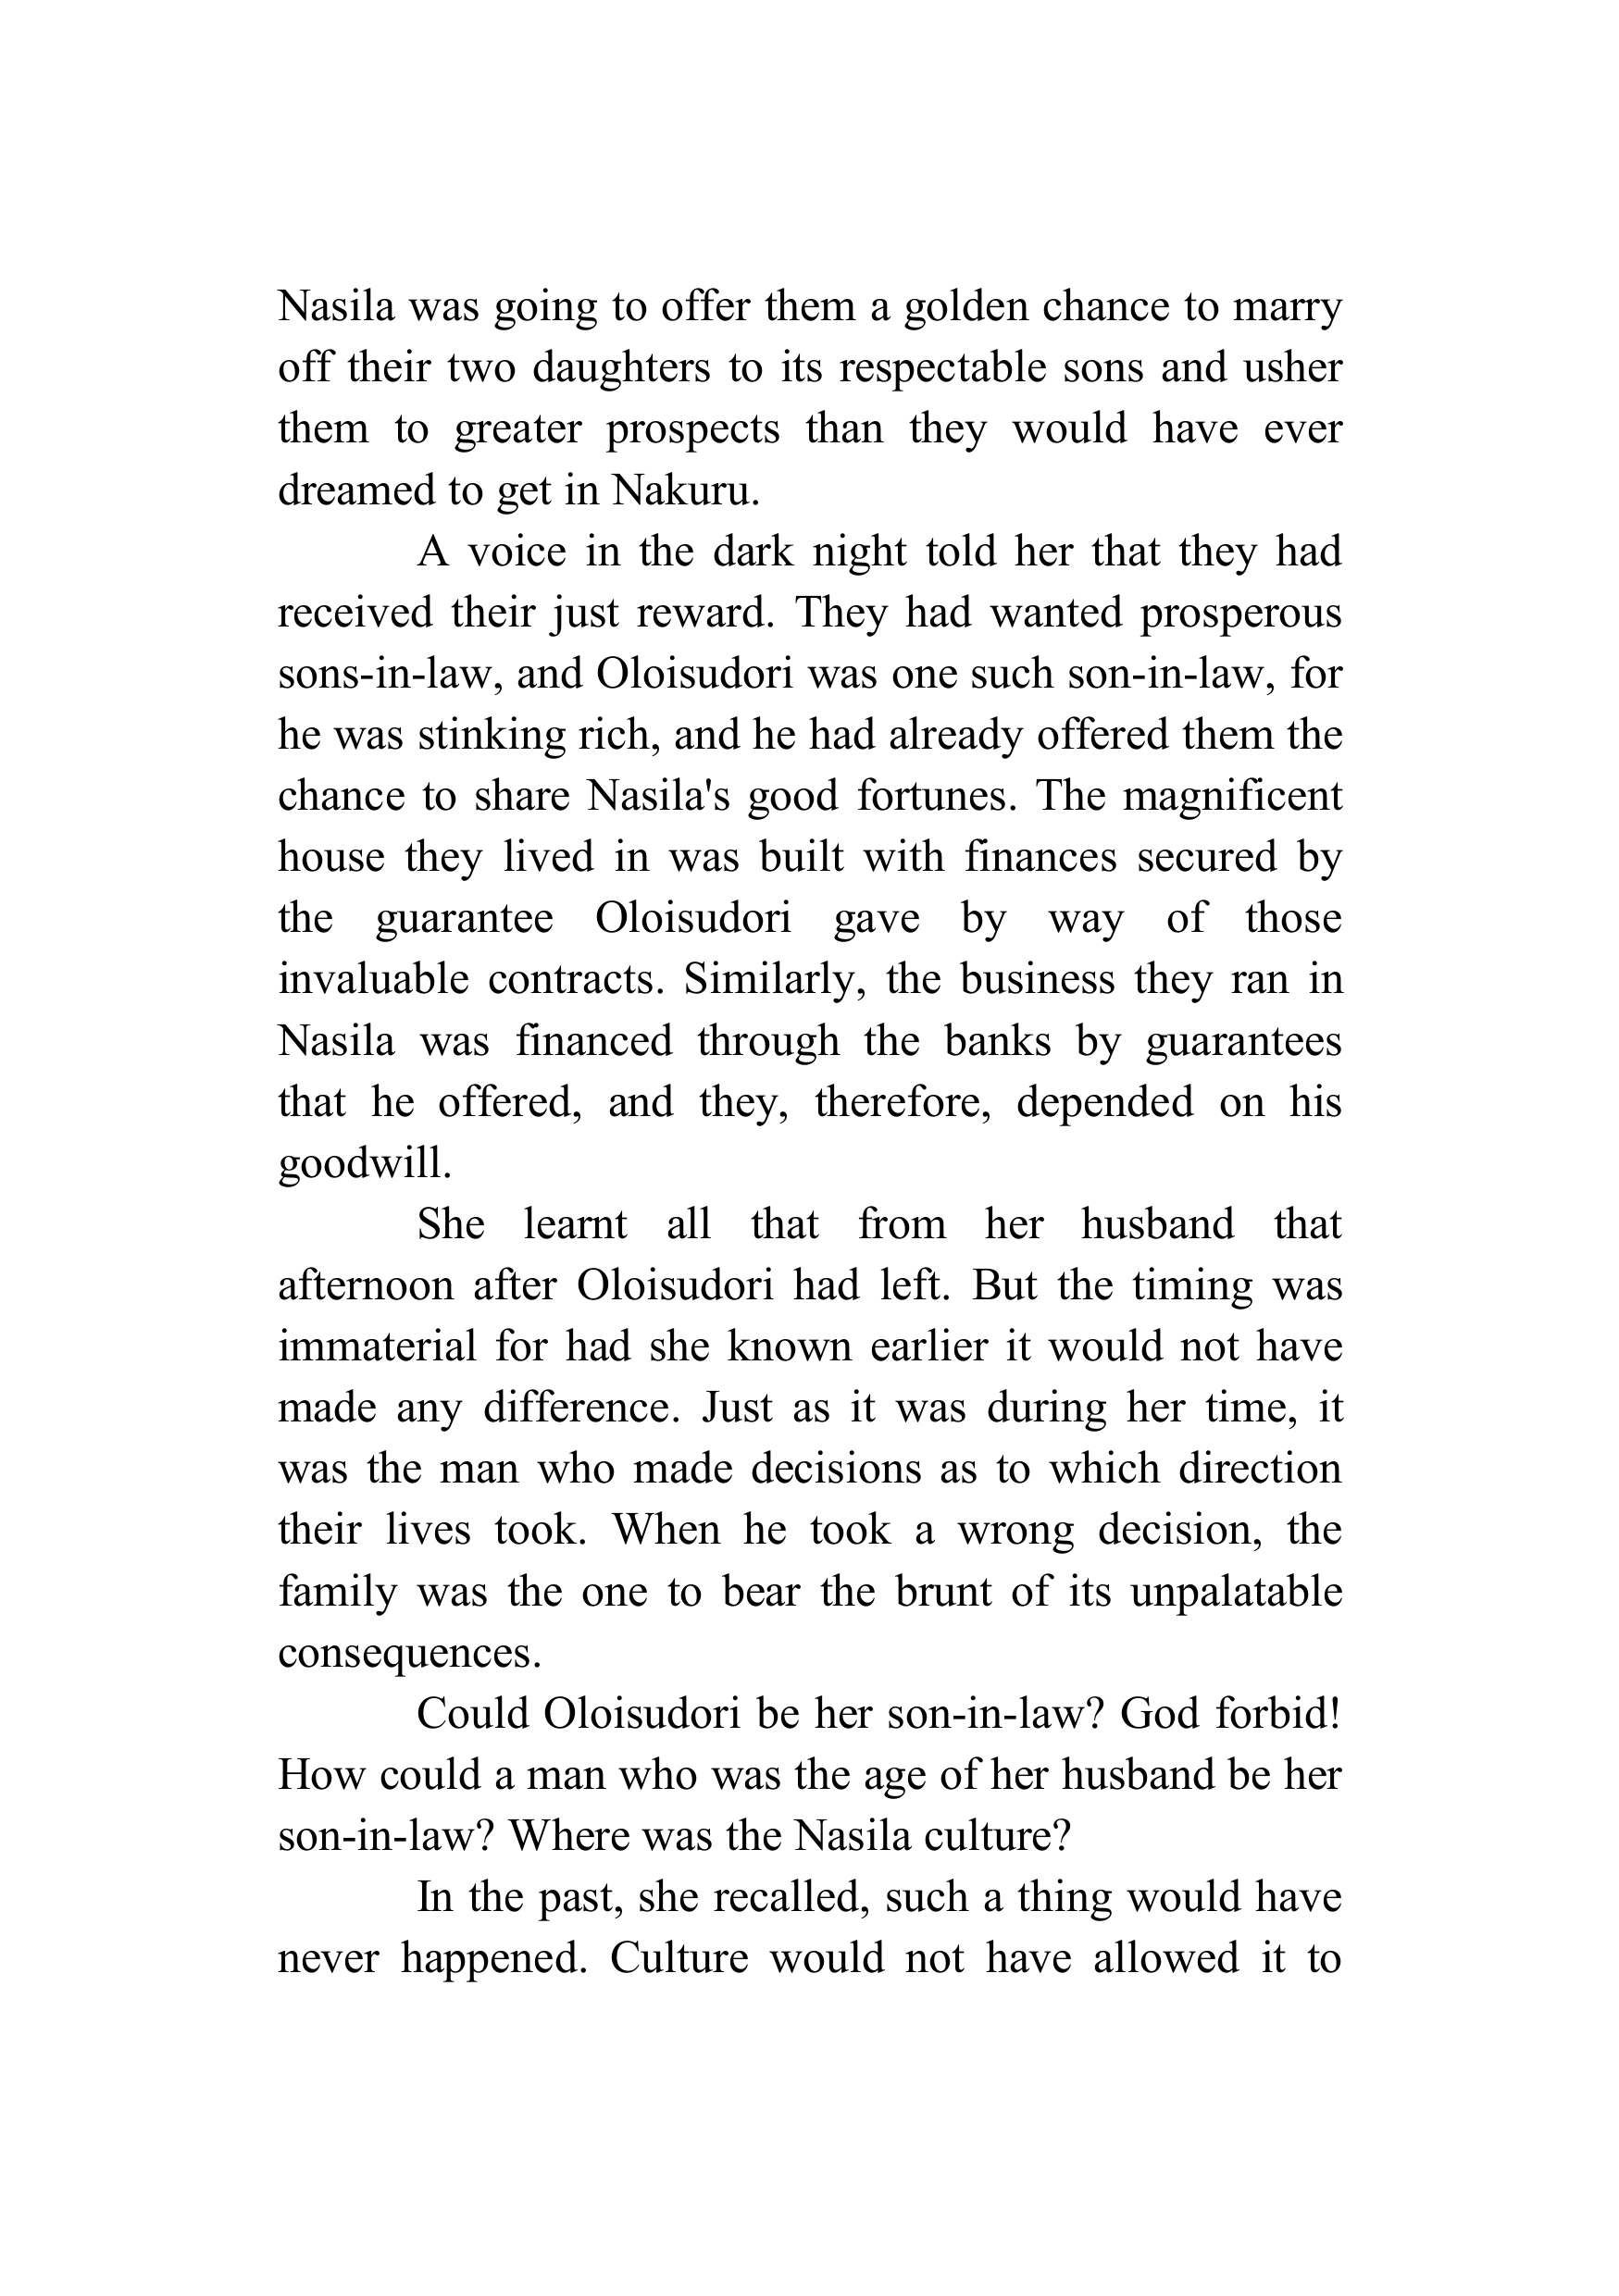 Nasila was going to offer them a golden chance to marry
off their two daughters to its respectable sons and usher
them to greater prospects than they would have ever
dreamed to get in Nakuru.
A voice in the dark night told her that they had
received their just reward. They had wanted prosperous
sons-in-law, and Oloisudori was one such son-in-law, for
he was stinking rich, and he had already offered them the
chance to share Nasila's good fortunes. The magnificent
house they lived in was built with finances secured by
the guarantee Oloisudori gave by way of those
invaluable contracts. Similarly, the business they ran in
Nasila was financed through the banks by guarantees
that he offered, and they, therefore, depended on his
goodwill.
She learnt all that from her husband that
afternoon after Oloisudori had left. But the timing was
immaterial for had she known earlier it would not have
made any difference. Just as it was during her time, it
was the man who made decisions as to which direction
their lives took. When he took a wrong decision, the
family was the one to bear the brunt of its unpalatable
consequences.
Could Oloisudori be her son-in-law? God forbid!
How could a man who was the age of her husband be her
son-in-law? Where was the Nasila culture?
In the past, she recalled, such a thing would have
never happened. Culture would not have allowed it to